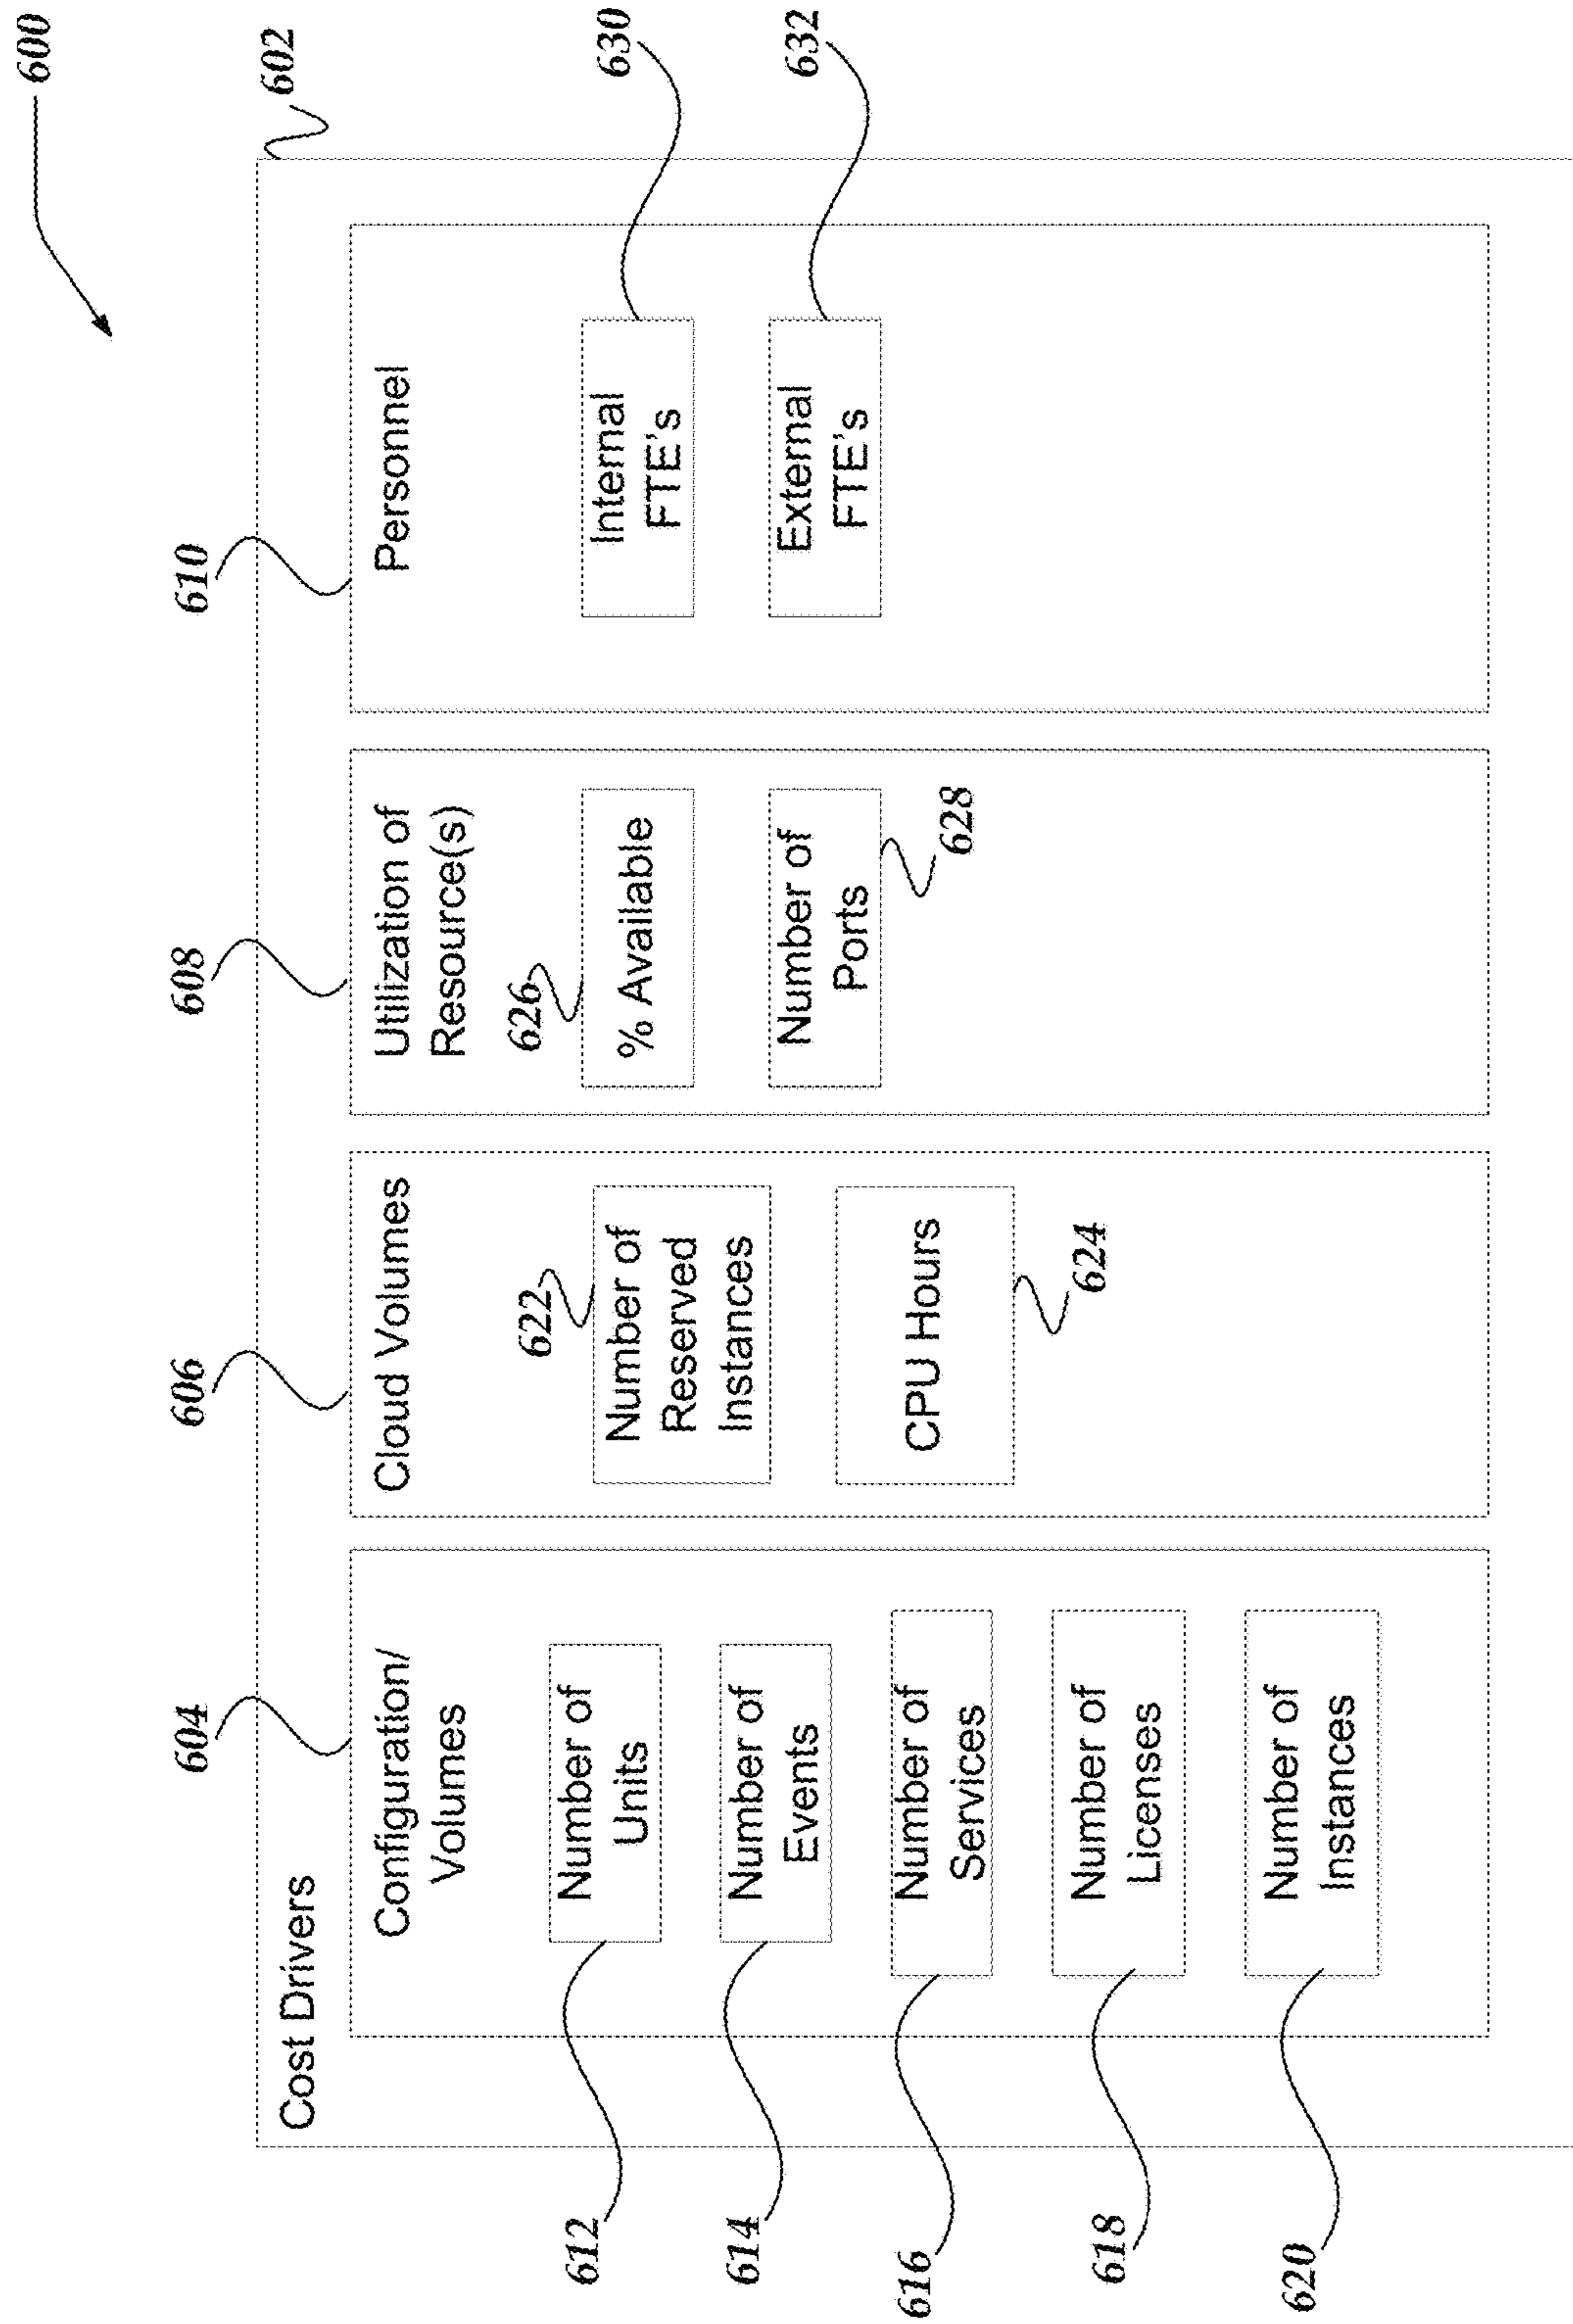 600
602
Cost Drivers
604
606
608
610
Configuration/
Volumes
612
Number of
Units
614
Number of
Events
616
Number of
Services
618
Number of
Licenses
620
Number of
Instances
Cloud Volumes
622
Number of
Reserved
Instances
CPU Hours
624
Utilization of
Resource(s)
626
% Available
Number of
Ports
628
Personnel
Internal
FTE's
630
External
FTE's
632